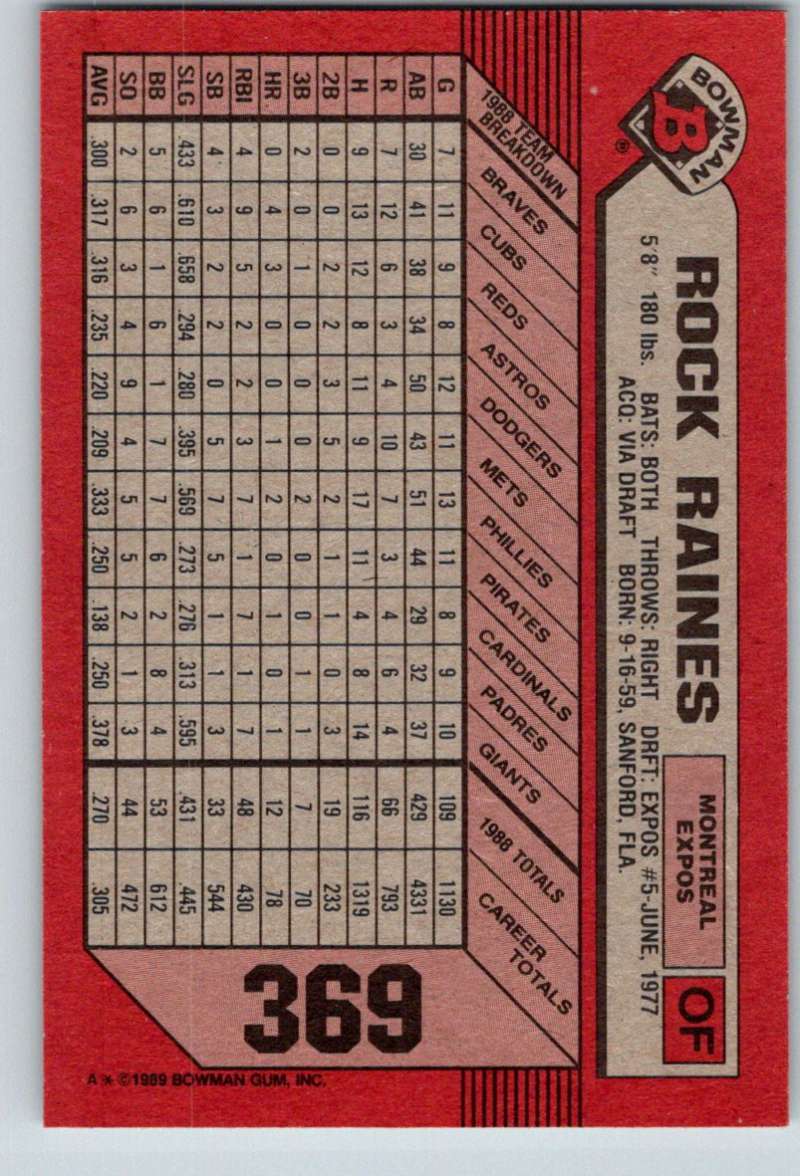 BOWMAN
B
®
ROCK RAINES
MONTREAL
EXPOS
OF
5'8" 180 lbs. BATS: BOTH THROWS: RIGHT DRFT: EXPOS #5-JUNE, 1977
ACQ: VIA DRAFT BORN: 9-16-59, SANFORD, FLA.
1988 TEAM
BREAKDOWN
BRAVES CUBS REDS ASTROS DODGERS METS PHILLIES PIRATES CARDINALS PADRES GIANTS 1988 TOTALS CAREER TOTALS
G 7 11 9 8 12 11 13 11 8 9 10 109 1130
AB 30 41 38 34 50 43 51 44 29 32 37 429 4331
R 7 12 6 3 4 10 7 3 4 6 4 66 793
H 9 13 12 8 11 9 17 11 4 8 14 116 1319
2B 0 0 2 2 3 5 2 1 1 0 3 19 233
3B 2 0 1 0 0 0 2 0 0 1 1 7 70
HR 0 4 3 0 0 1 2 0 1 0 1 12 78
RBI 4 9 5 2 2 3 7 1 7 1 7 48 430
SB 4 3 2 2 0 5 7 5 1 1 3 33 544
SLG .433 .610 .658 .294 .280 .395 .569 .273 .276 .313 .595 .431 .445
BB 5 6 1 6 1 7 7 6 2 8 4 53 612
SO 2 6 3 4 9 4 5 5 2 1 3 44 472
AVG .300 .317 .316 .235 .220 .209 .333 .250 .138 .250 .378 .270 .305
369
A * ©1989 BOWMAN GUM, INC.